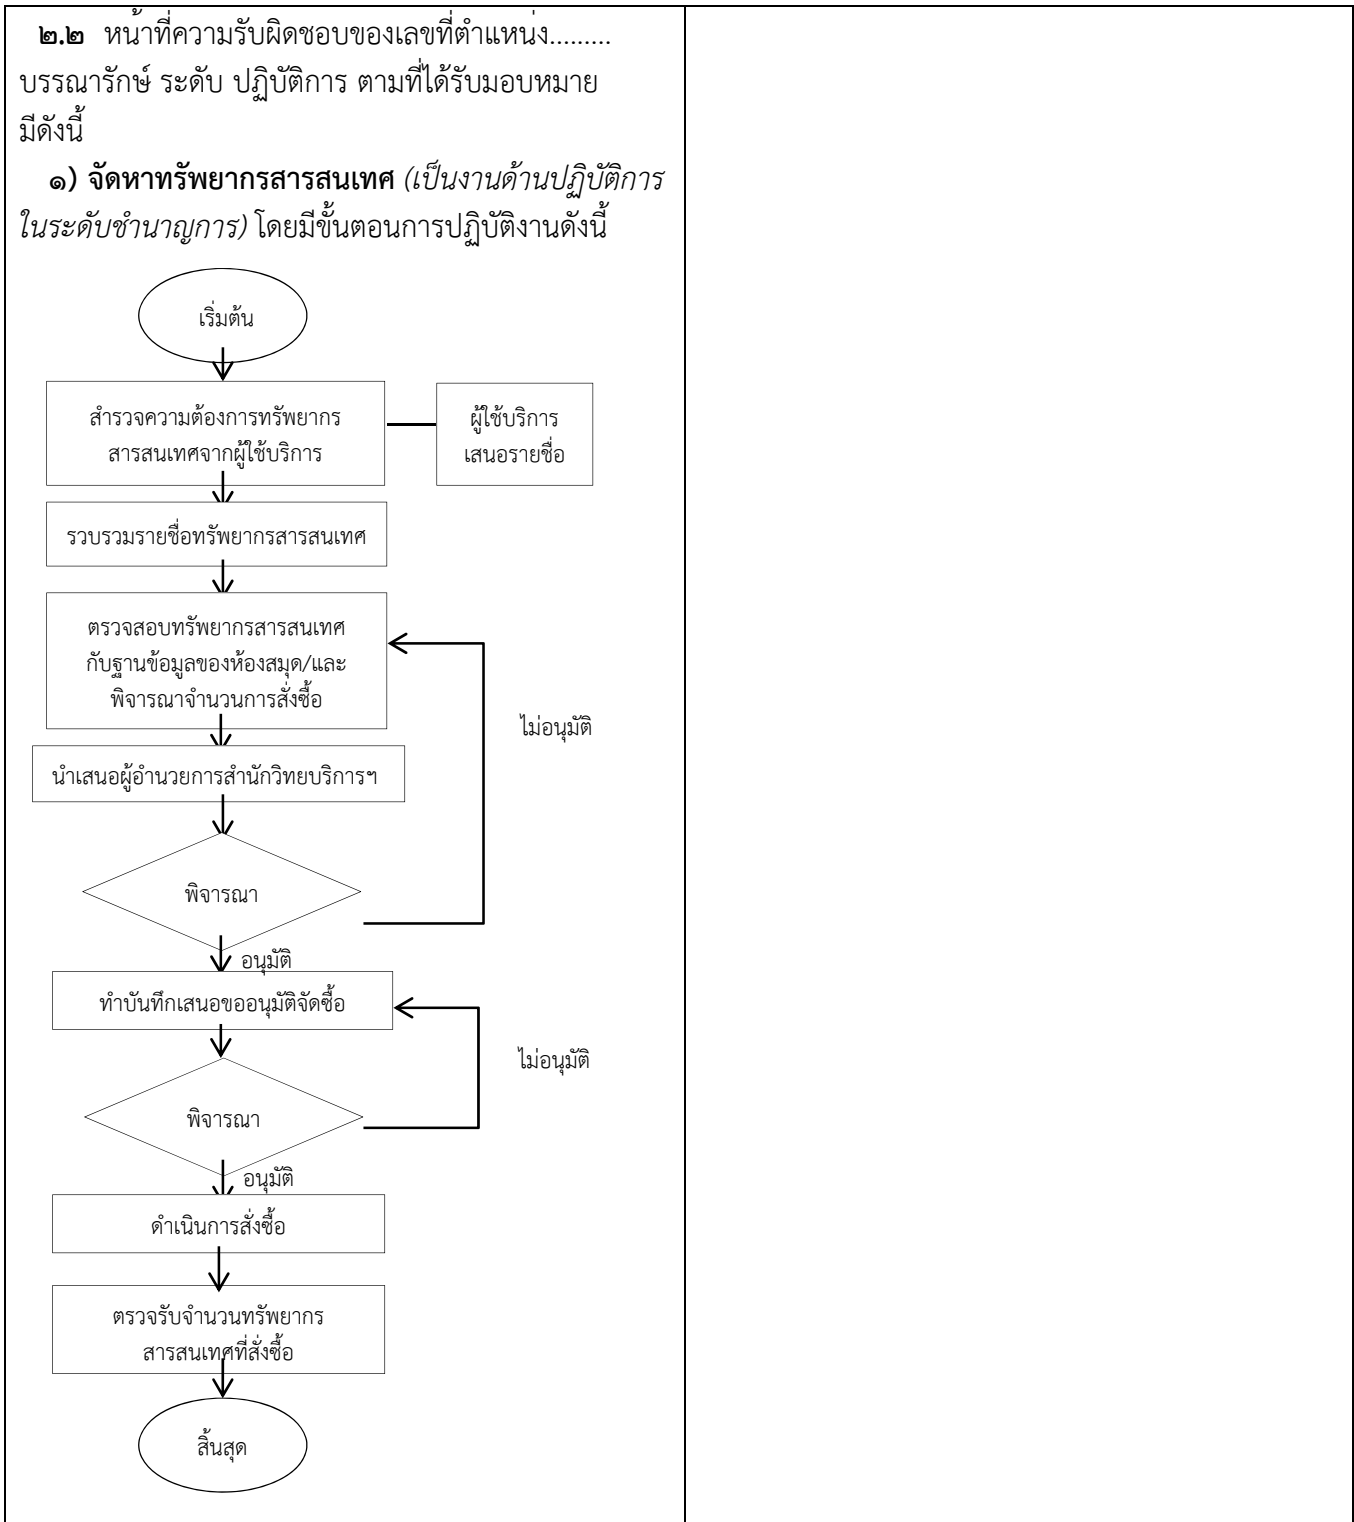 ๒.๒ หน้าที่ความรับผิดชอบของเลขที่ตำแหน่ง.........
บรรณารักษ์ ระดับ ปฏิบัติการ ตามที่ได้รับมอบหมาย
มีดังนี้
๑) จัดหาทรัพยากรสารสนเทศ (เป็นงานด้านปฏิบัติการ
ในระดับชำนาญการ) โดยมีขั้นตอนการปฏิบัติงานดังนี้
เริ่มต้น
สำรวจความต้องการทรัพยากร
สารสนเทศจากผู้ใช้บริการ
ผู้ใช้บริการ
เสนอรายชื่อ
รวบรวมรายชื่อทรัพยากรสารสนเทศ
ตรวจสอบทรัพยากรสารสนเทศ
กับฐานข้อมูลของห้องสมุด/และ
พิจารณาจำนวนการสั่งซื้อ
ไม่อนุมัติ
นำเสนอผู้อำนวยการสำนักวิทยบริการฯ
พิจารณา
อนุมัติ
ทำบันทึกเสนอขออนุมัติจัดซื้อ
ไม่อนุมัติ
พิจารณา
อนุมัติ
ดำเนินการสั่งซื้อ
ตรวจรับจำนวนทรัพยากร
สารสนเทศที่สั่งซื้อ
สิ้นสุด